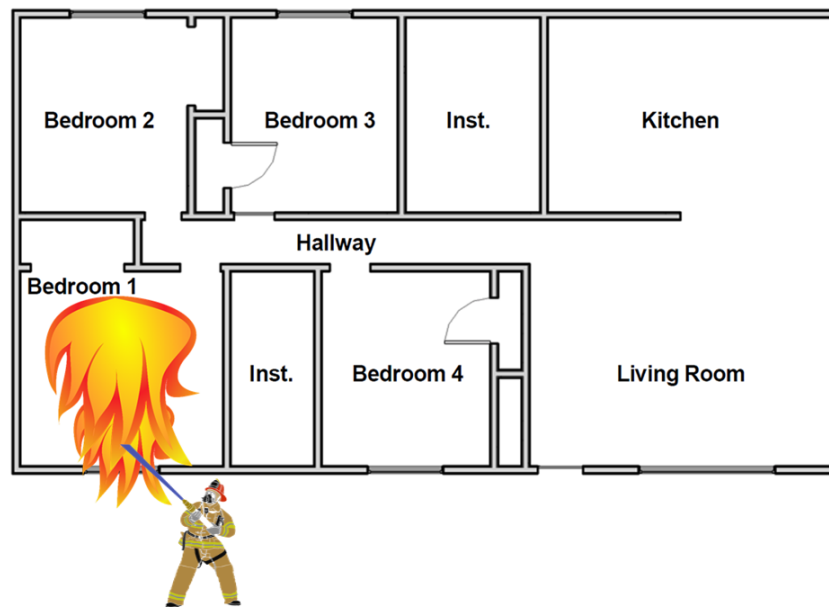 Bedroom 2
Bedroom 3
Inst.
Kitchen
Hallway
Bedroom 1
Inst.
Bedroom 4
Living Room